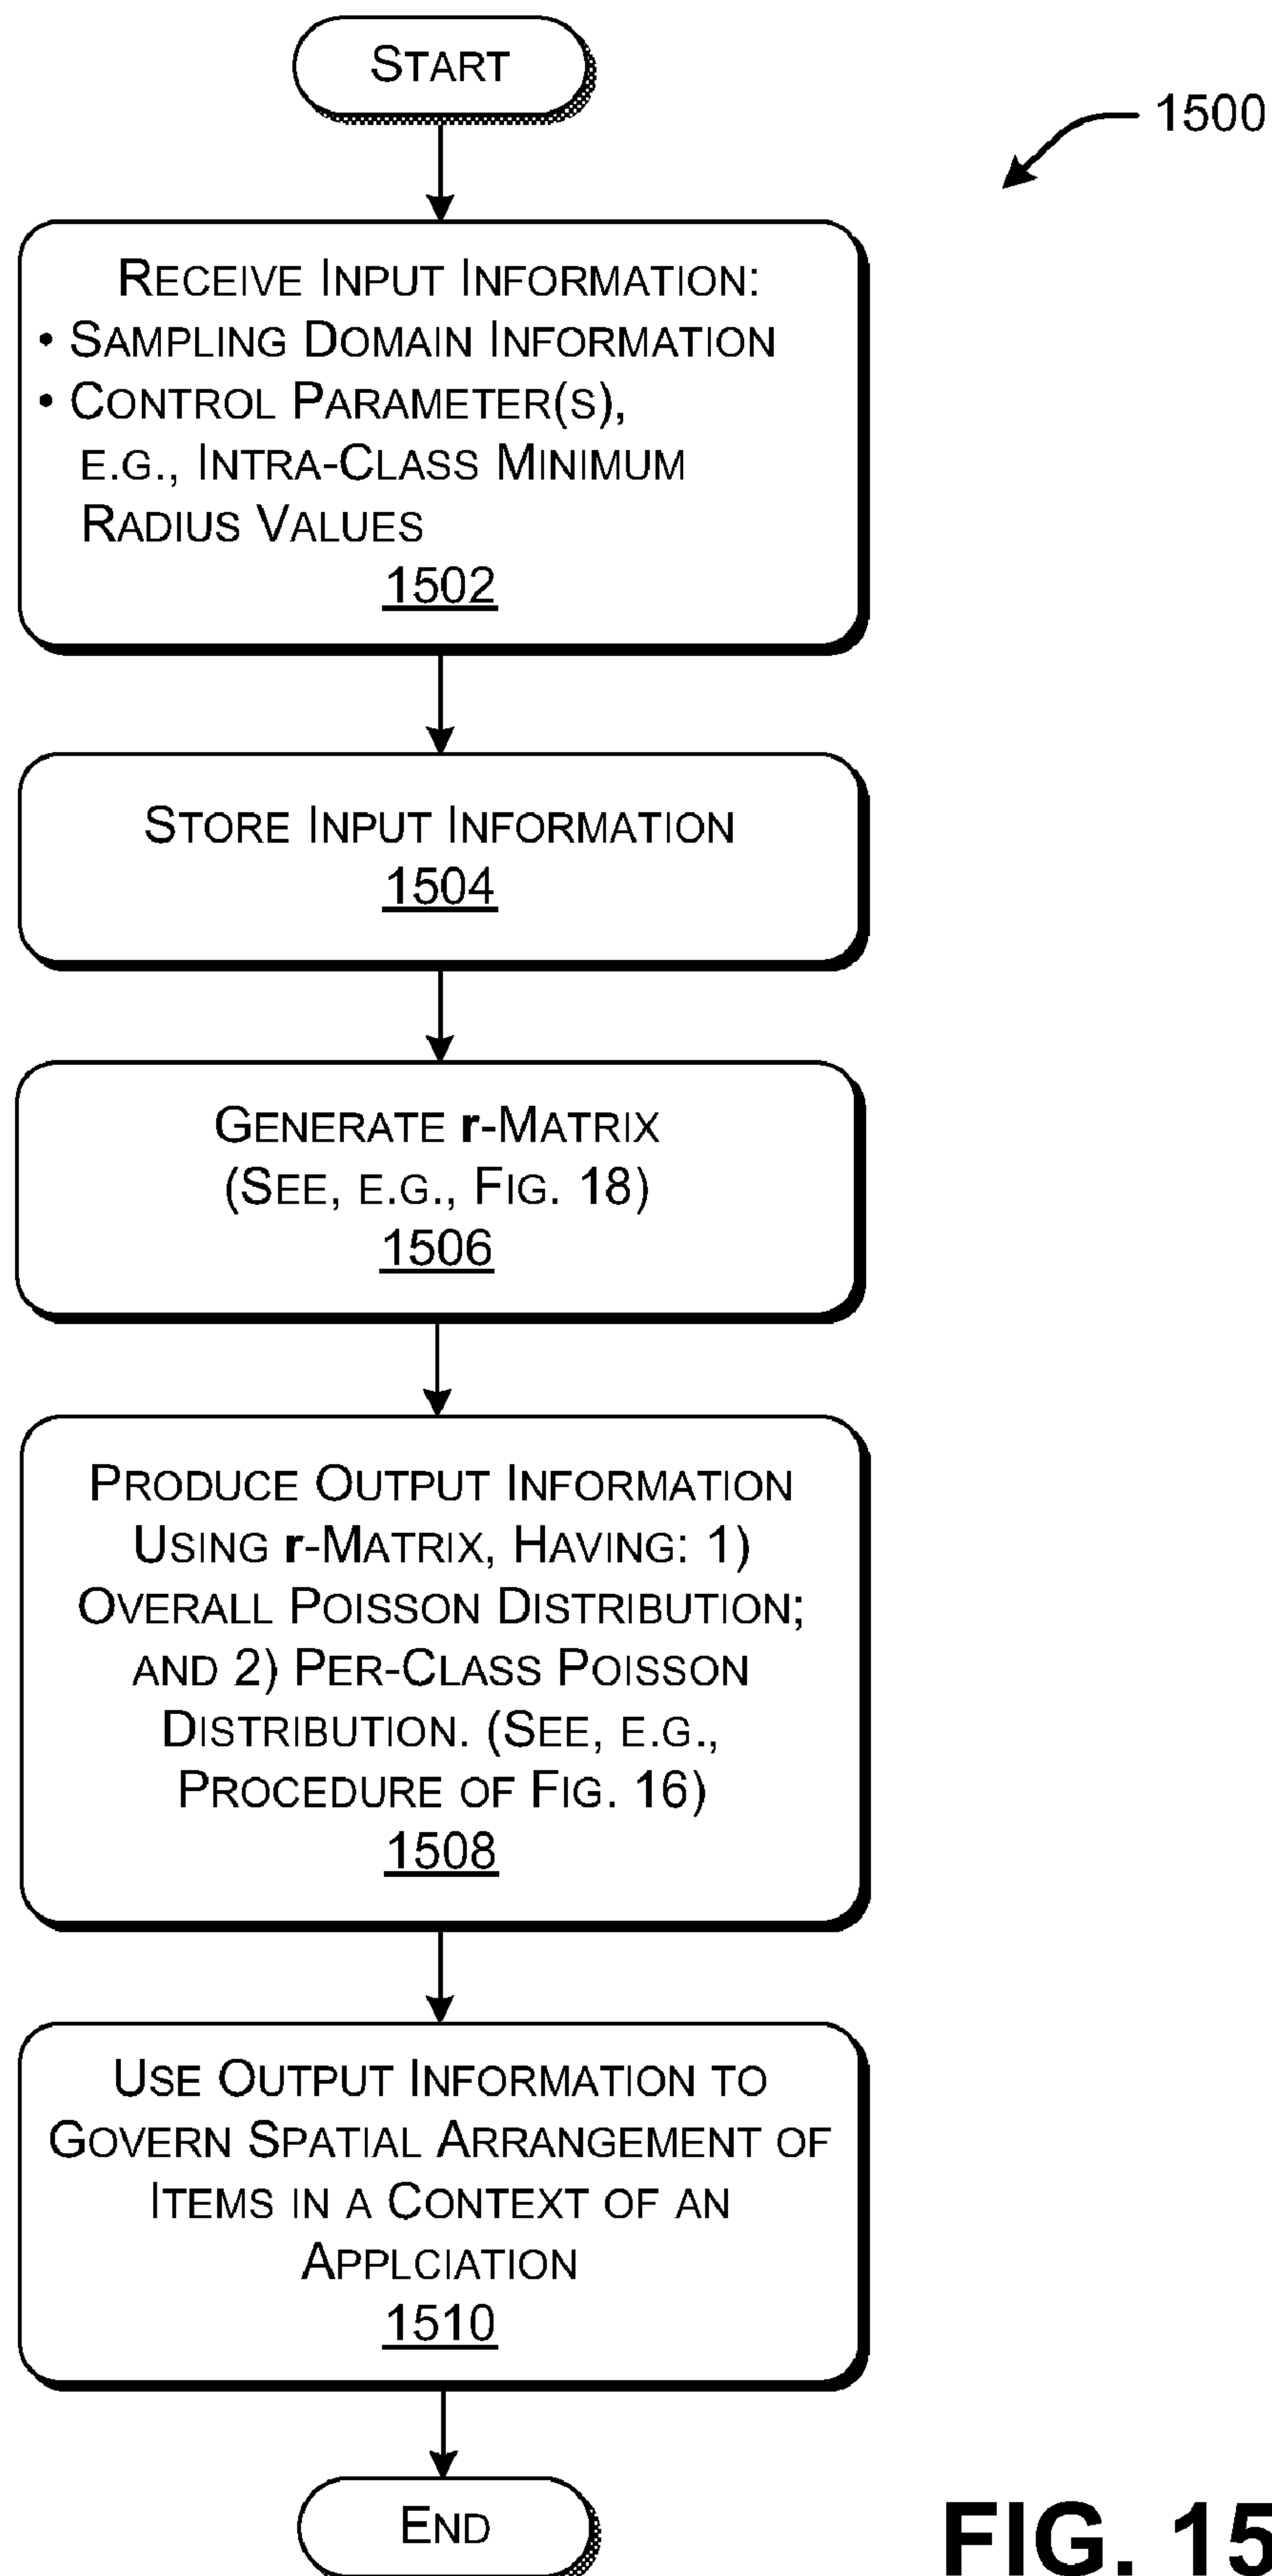 START
1500
RECEIVE INPUT INFORMATION:
• SAMPLING DOMAIN INFORMATION
• CONTROL PARAMETER(S),
E.G., INTRA-CLASS MINIMUM
RADIUS VALUES
1502
STORE INPUT INFORMATION
1504
GENERATE r-MATRIX
(SEE, E.G., FIG. 18)
1506
PRODUCE OUTPUT INFORMATION
USING r-MATRIX, HAVING: 1)
OVERALL POISSON DISTRIBUTION;
AND 2) PER-CLASS POISSON
DISTRIBUTION. (SEE, E.G.,
PROCEDURE OF FIG. 16)
1508
USE OUTPUT INFORMATION TO
GOVERN SPATIAL ARRANGEMENT OF
ITEMS IN A CONTEXT OF AN
APPLCIATION
1510
END
FIG. 15